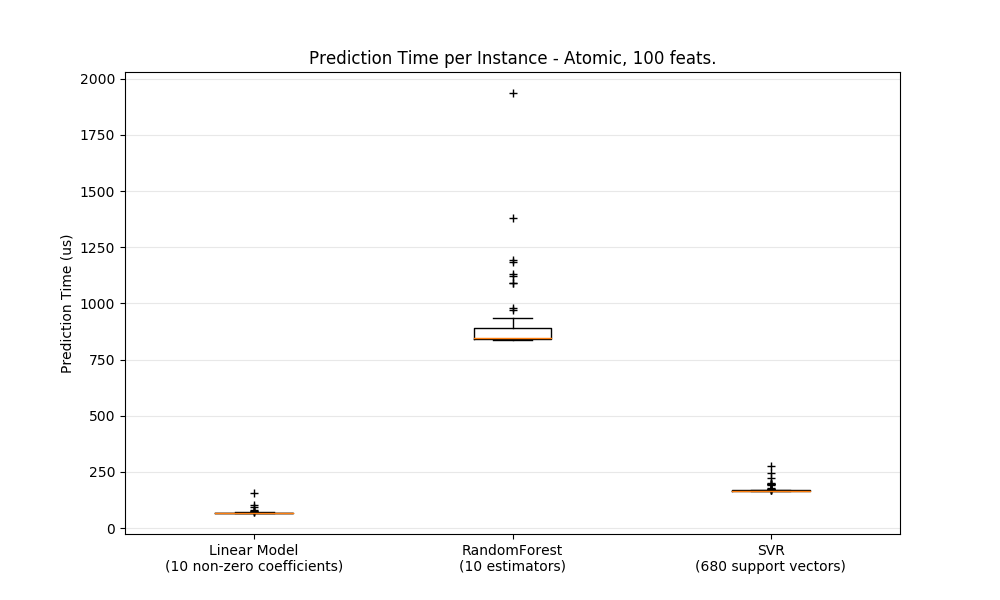 Prediction Time per Instance - Atomic, 100 feats.
2000
1750
1500
1250
1000
750
500
250
0
Prediction Time (us)
Linear Model
(10 non-zero coefficients)
RandomForest
(10 estimators)
SVR
(680 support vectors)